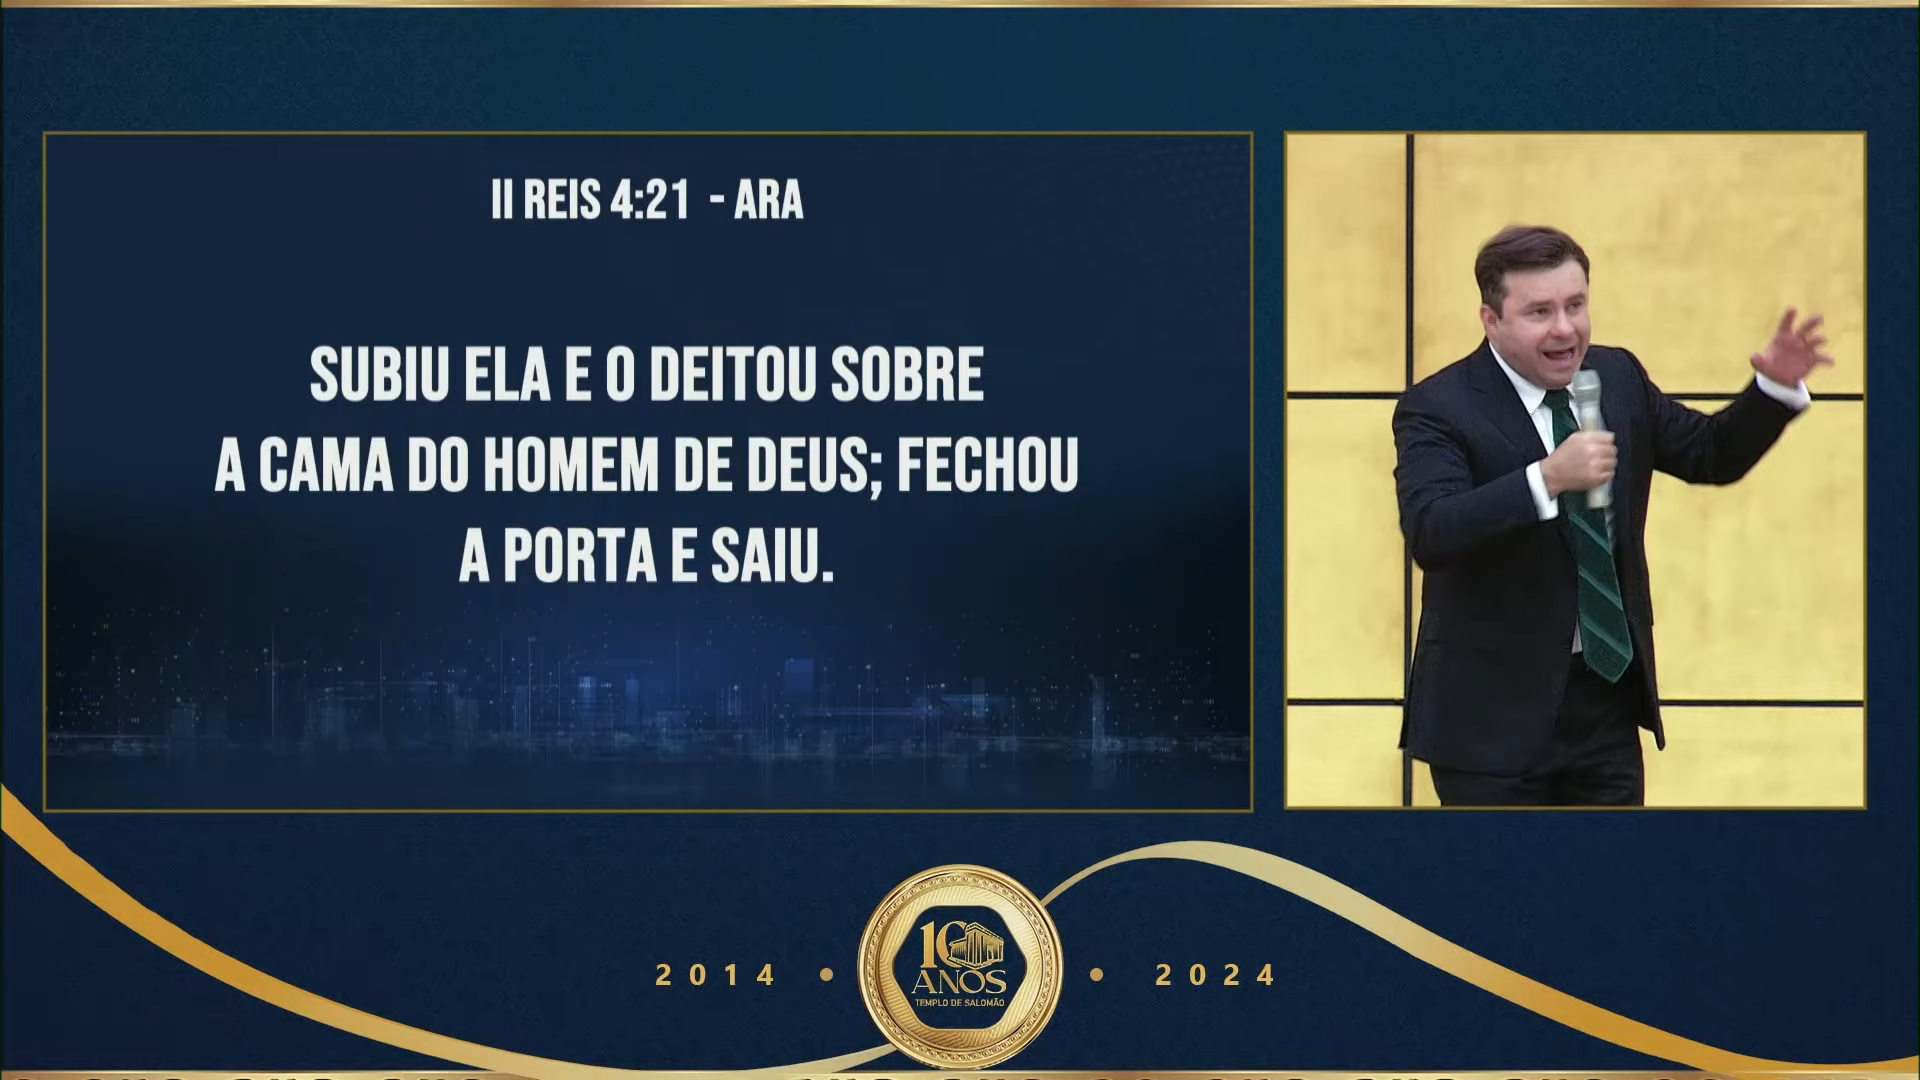 II REIS 4:21 - ARA
SUBIU ELA E O DEITOU SOBRE
A CAMA DO HOMEM DE DEUS; FECHOU
A PORTA E SAIU.
2014 • 10 ANOS TEMPLO DE SALOMÃO • 2024